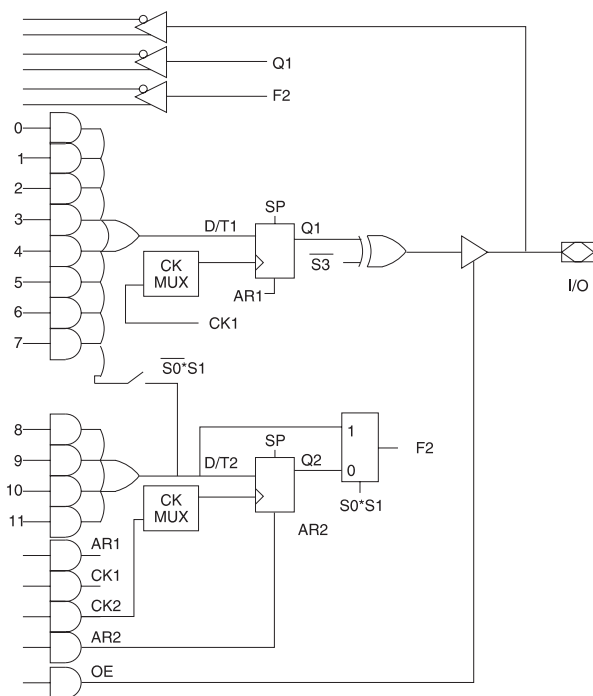 Q1
F2
0
1
2
3
4
5
6
7
SP
D/T1
Q1
CK
MUX
S3
AR1
CK1
I/O
S0*S1
8
9
10
11
SP
D/T2
Q2
CK
MUX
1
0
F2
S0*S1
AR2
AR1
CK1
CK2
AR2
OE